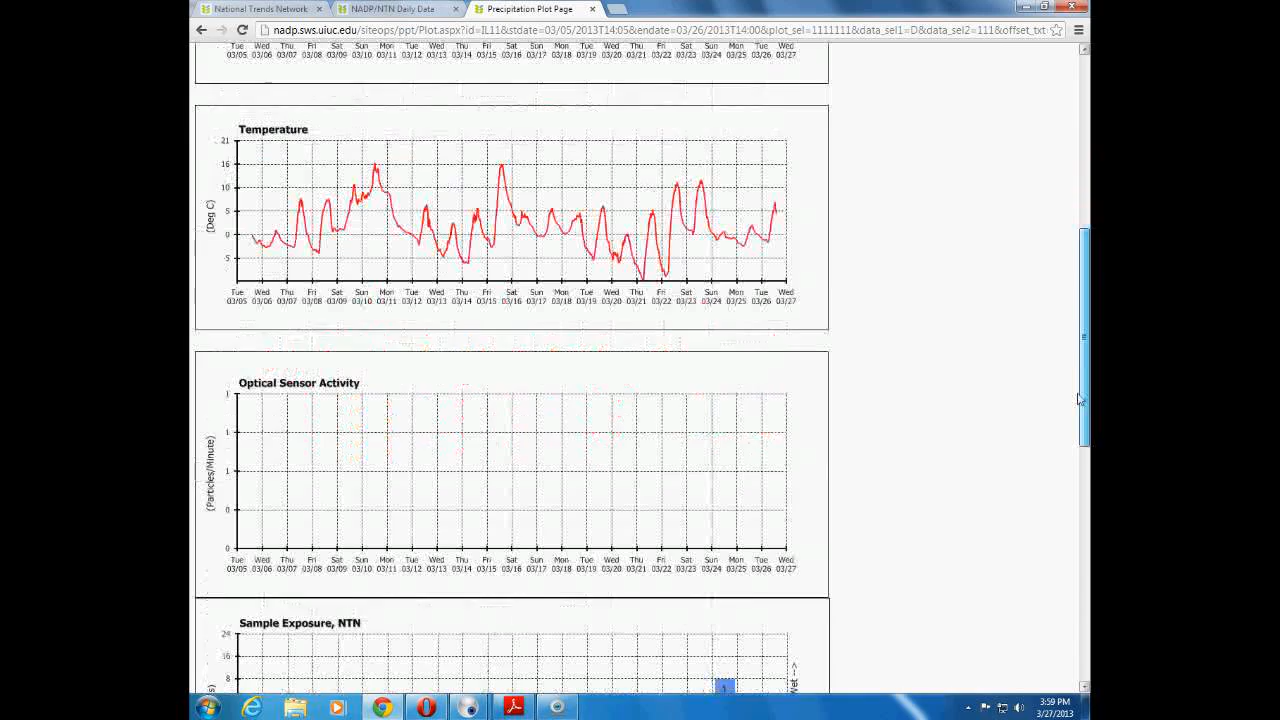 National Trends Network
NADP/NTN Daily Data
Precipitation Plot Page
nadp.sws.uiuc.edu/siteops/ppt/Plot.aspx?id=IL11&stdate=03/05/2013T14:05&endate=03/26/2013T14:00&plot_sel=1111111&data_sel1=D&data_sel2=111&offset_txt
Tue Wed Thu Fri Sat Sun Mon Tue Wed Thu Fri Sat Sun Mon Tue Wed Thu Fri Sat Sun Mon Tue Wed
03/05 03/06 03/07 03/08 03/09 03/10 03/11 03/12 03/13 03/14 03/15 03/16 03/17 03/18 03/19 03/20 03/21 03/22 03/23 03/24 03/25 03/26 03/27
Temperature
(Deg C)
21
16
10
5
0
5
Tue Wed Thu Fri Sat Sun Mon Tue Wed Thu Fri Sat Sun Mon Tue Wed Thu Fri Sat Sun Mon Tue Wed
03/05 03/06 03/07 03/08 03/09 03/10 03/11 03/12 03/13 03/14 03/15 03/16 03/17 03/18 03/19 03/20 03/21 03/22 03/23 03/24 03/25 03/26 03/27
Optical Sensor Activity
(Particles/Minute)
1
1
1
0
0
Tue Wed Thu Fri Sat Sun Mon Tue Wed Thu Fri Sat Sun Mon Tue Wed Thu Fri Sat Sun Mon Tue Wed
03/05 03/06 03/07 03/08 03/09 03/10 03/11 03/12 03/13 03/14 03/15 03/16 03/17 03/18 03/19 03/20 03/21 03/22 03/23 03/24 03/25 03/26 03/27
Sample Exposure, NTN
24
16
8
Wet -->
3:59 PM
3/27/2013